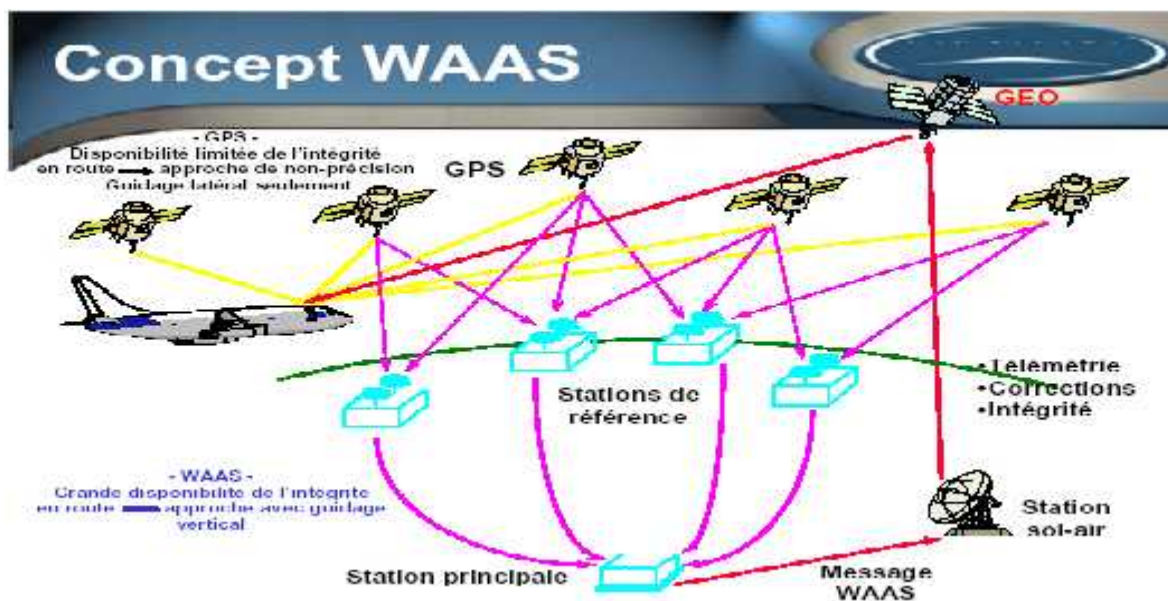 Concept WAAS
GEO
- GPS -
Disponibilité limitée de l'intégrité
en route approche de non-précision
Guidage latéral seulement
GPS
Stations de
référence
•Télémétrie
•Corrections
•Intégrité
- WAAS -
Grande disponibilité de l'intégrité
en route approche avec guidage
vertical
Station
sol-air
Station principale
Message
WAAS